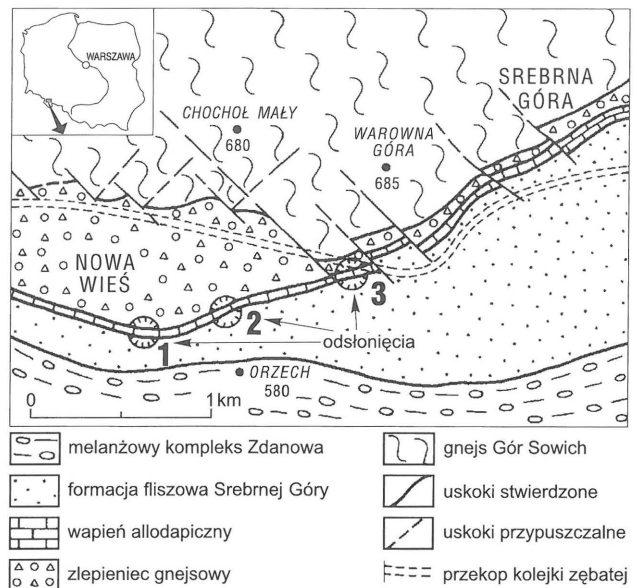 WARSZAWA
SREBRNA
GÓRA
CHOCHOŁ MAŁY
680
WAROWNA
GÓRA
685
NOWA
WIEŚ
3
2
odsłonięcia
1
ORZECH
580
0 1 km
melanżowy kompleks Zdanowa
gnejs Gór Sowich
formacja fliszowa Srebrnej Góry
uskoki stwierdzone
wapień allodapiczny
uskoki przypuszczalne
zlepieniec gnejsowy
przekop kolejki zębatej